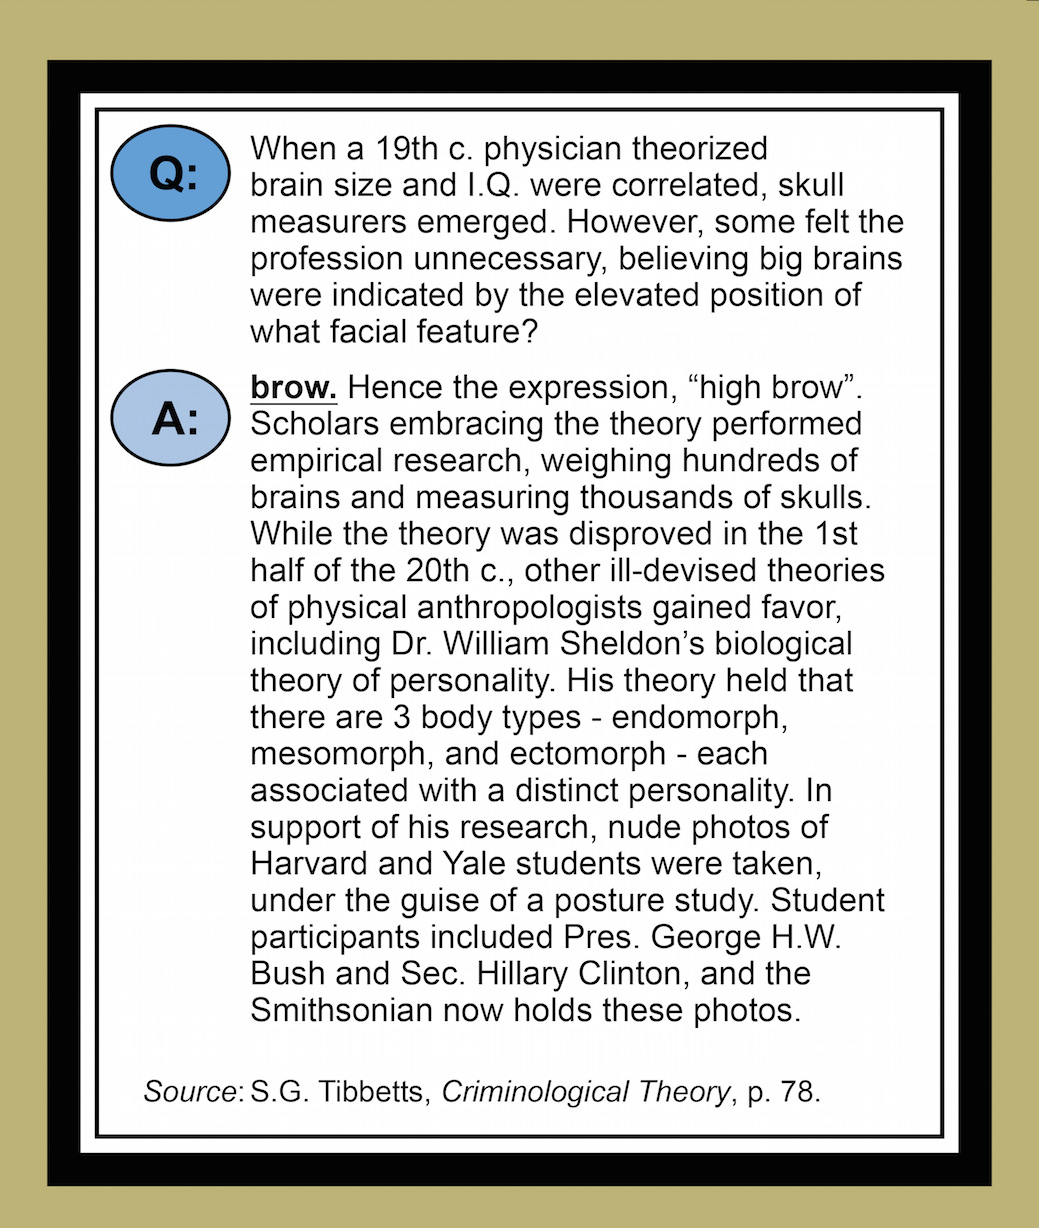 Q:
When a 19th c. physician theorized
brain size and I.Q. were correlated, skull
measurers emerged. However, some felt the
profession unnecessary, believing big brains
were indicated by the elevated position of
what facial feature?
A:
brow. Hence the expression, “high brow”.
Scholars embracing the theory performed
empirical research, weighing hundreds of
brains and measuring thousands of skulls.
While the theory was disproved in the 1st
half of the 20th c., other ill-devised theories
of physical anthropologists gained favor,
including Dr. William Sheldon’s biological
theory of personality. His theory held that
there are 3 body types - endomorph,
mesomorph, and ectomorph - each
associated with a distinct personality. In
support of his research, nude photos of
Harvard and Yale students were taken,
under the guise of a posture study. Student
participants included Pres. George H.W.
Bush and Sec. Hillary Clinton, and the
Smithsonian now holds these photos.
Source: S.G. Tibbetts, Criminological Theory, p. 78.